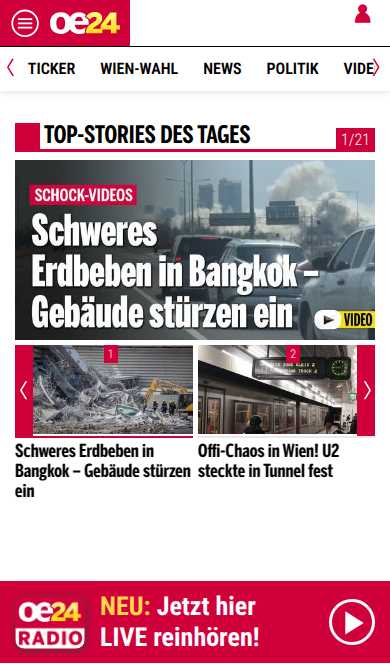 oe24
TICKER WIEN-WAHL NEWS POLITIK VIDE
TOP-STORIES DES TAGES
1/21
SCHOCK-VIDEOS
Schweres
Erdbeben in Bangkok –
Gebäude stürzen ein
VIDEO
1
2
Schweres Erdbeben in
Bangkok – Gebäude stürzen
ein
Offi-Chaos in Wien! U2
steckte in Tunnel fest
oe24
RADIO
NEU: Jetzt hier
LIVE reinhören!